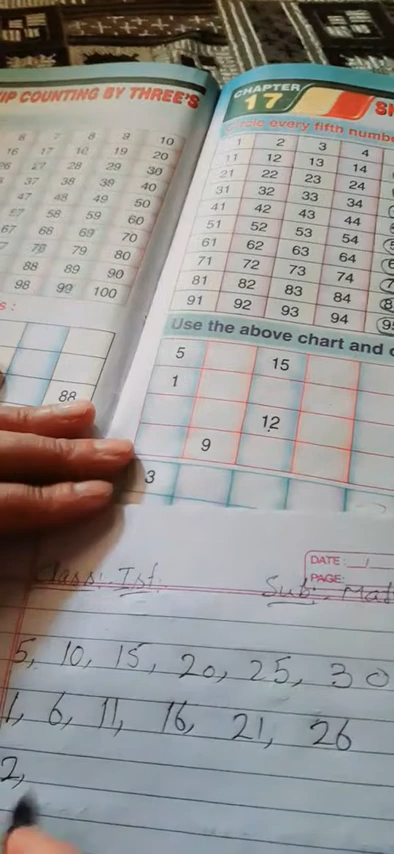 IP COUNTING BY THREE'S
8 8 9 10
16 17 18 19 20
26 27 28 29 30
37 38 39 40
47 48 49 50
57 58 59 60
67 68 69 70
78 79 80
88 89 90
98 99 100
88
CHAPTER
17
Circle every fifth numbe
1 2 3 4
11 12 13 14
21 22 23 24
31 32 33 34
41 42 43 44
51 52 53 54
61 62 63 64
71 72 73 74
81 82 83 84
91 92 93 94
Use the above chart and
5 15
1
12
9
3
DATE: /
PAGE:
Class: Ist. Sub: Mat
5, 10, 15, 20, 25, 30
1, 6, 11, 16, 21, 26
2,